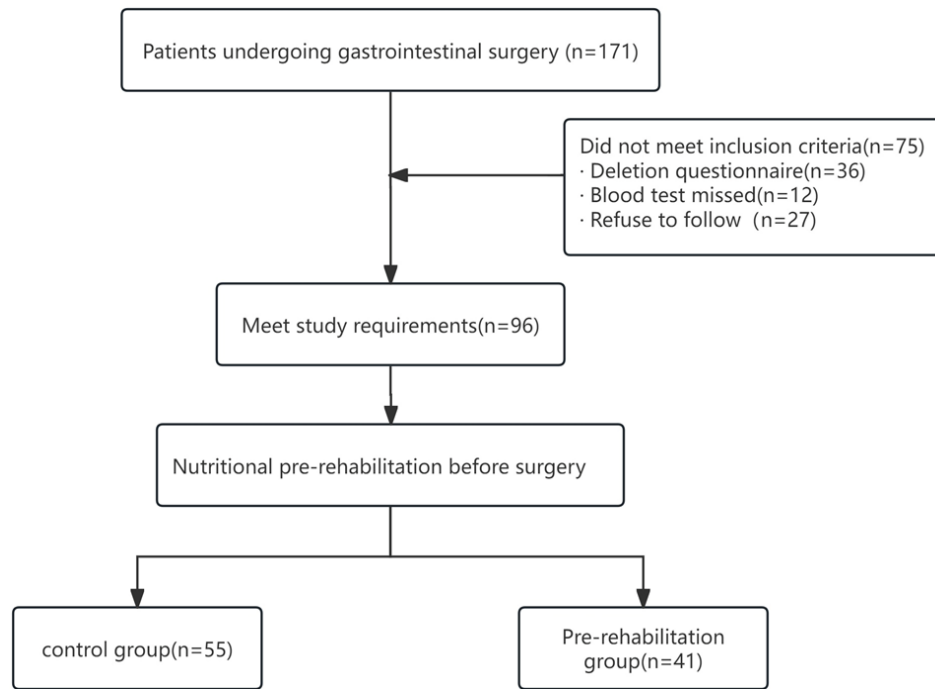 Patients undergoing gastrointestinal surgery (n=171)
Did not meet inclusion criteria(n=75)
· Deletion questionnaire(n=36)
· Blood test missed(n=12)
· Refuse to follow（n=27)
Meet study requirements(n=96)
Nutritional pre-rehabilitation before surgery
control group(n=55)
Pre-rehabilitation
group(n=41)